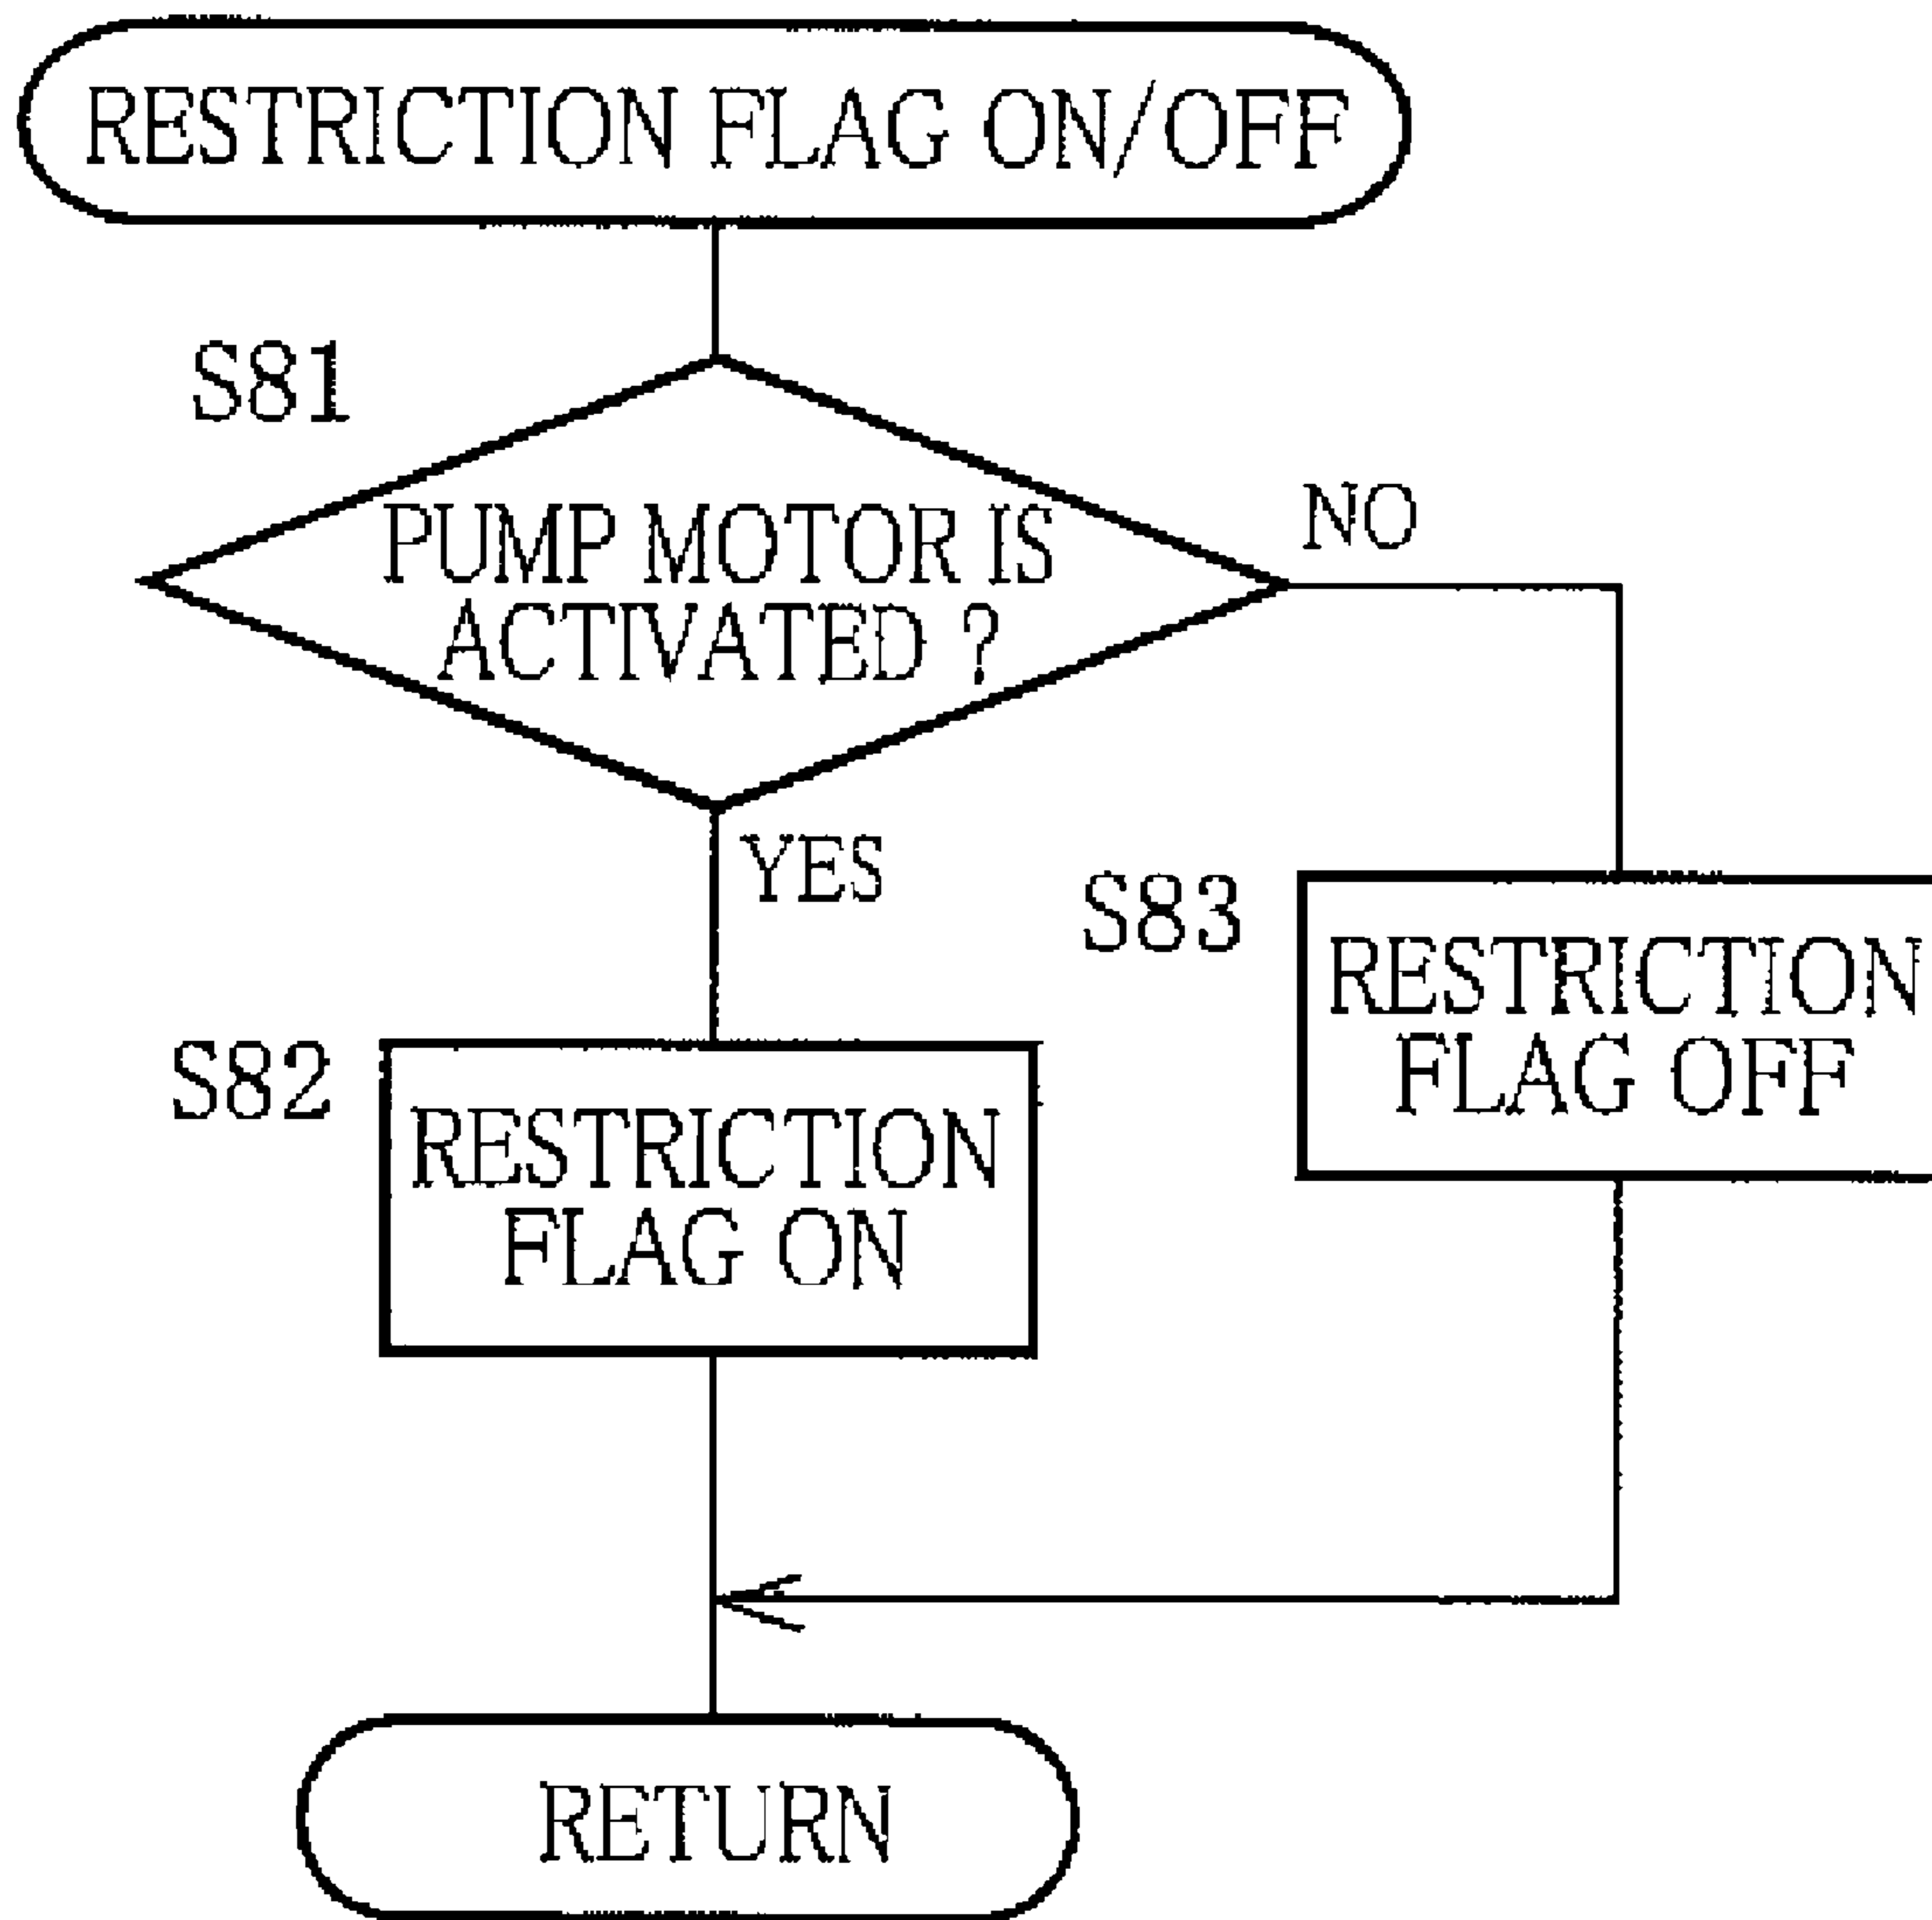 RESTRICTION FLAG ON/OFF
S81
PUMP MOTOR IS
ACTIVATED ?
NO
YES
S83
RESTRICTION
FLAG OFF
S82
RESTRICTION
FLAG ON
RETURN